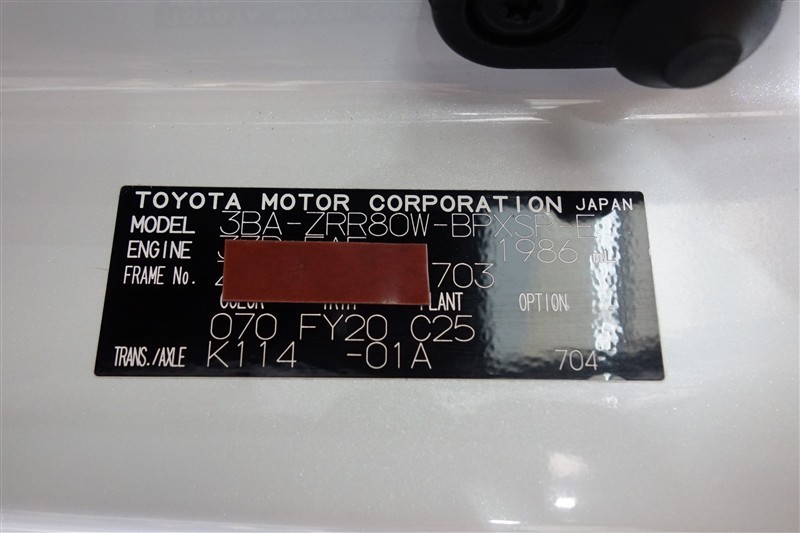 TOYOTA MOTOR CORPORATION JAPAN
MODEL 3BA-ZRR80W-BPXSP
ENGINE 1986 mL
FRAME No. 703
COLOR TRIM PLANT OPTION
070 FY20 C25
TRANS./AXLE K114 -01A 704